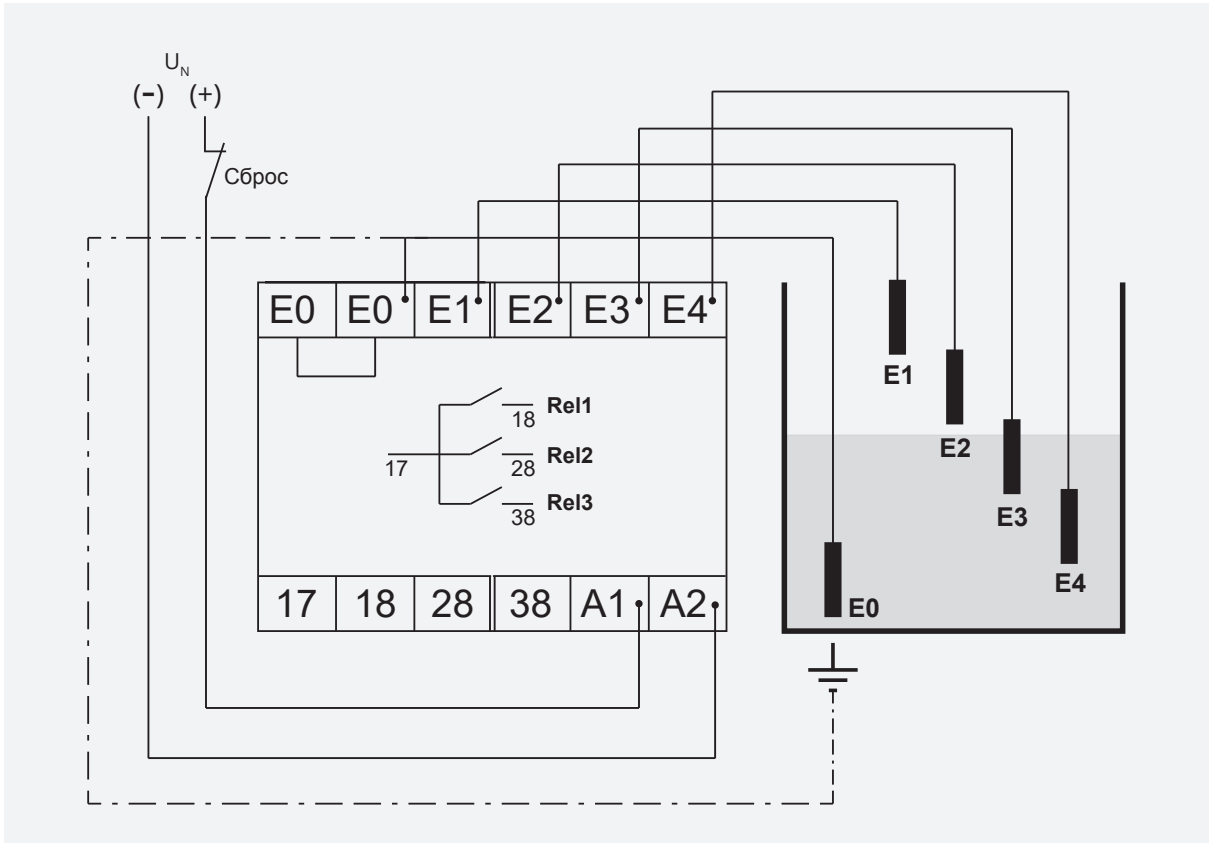 U_N
(-) (+)
Сброс
E0 E0 E1 E2 E3 E4
18 Rel1
17 28 Rel2
38 Rel3
17 18 28 38 A1 A2
E1
E2
E3
E4
E0